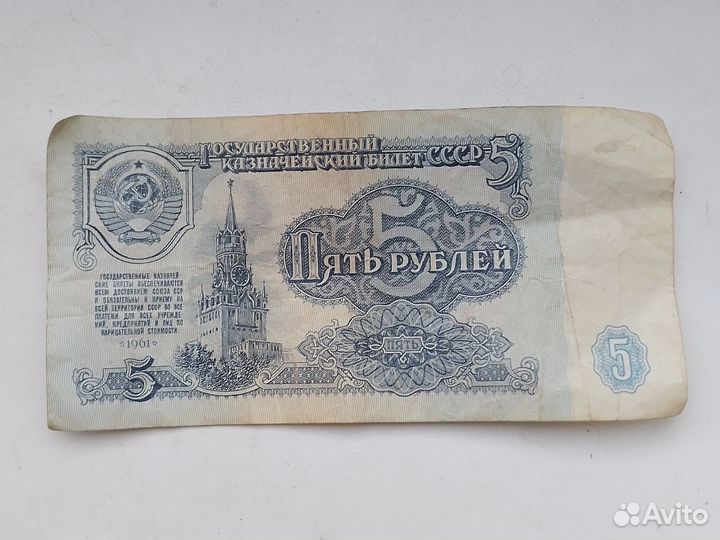 Государственный
казначейский билет СССР 5
5
Пять рублей
Государственные казначей-
ские билеты обеспечиваются
всем достоянием Союза ССР
и обязательны к приему на
всей территории СССР во все
платежи для всех учрежде-
ний, предприятий и лиц по
нарицательной стоимости.
1961
ПЯТЬ
5
5
Avito